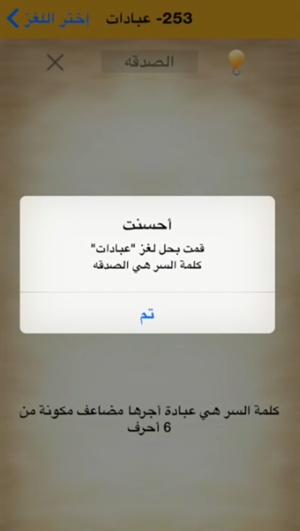 253- عبادات
إختر اللغز
الصدقه
أحسنت
قمت بحل لغز "عبادات"
كلمة السر هي الصدقه
تم
كلمة السر هي عبادة أجرها مضاعف مكونة من
6 أحرف